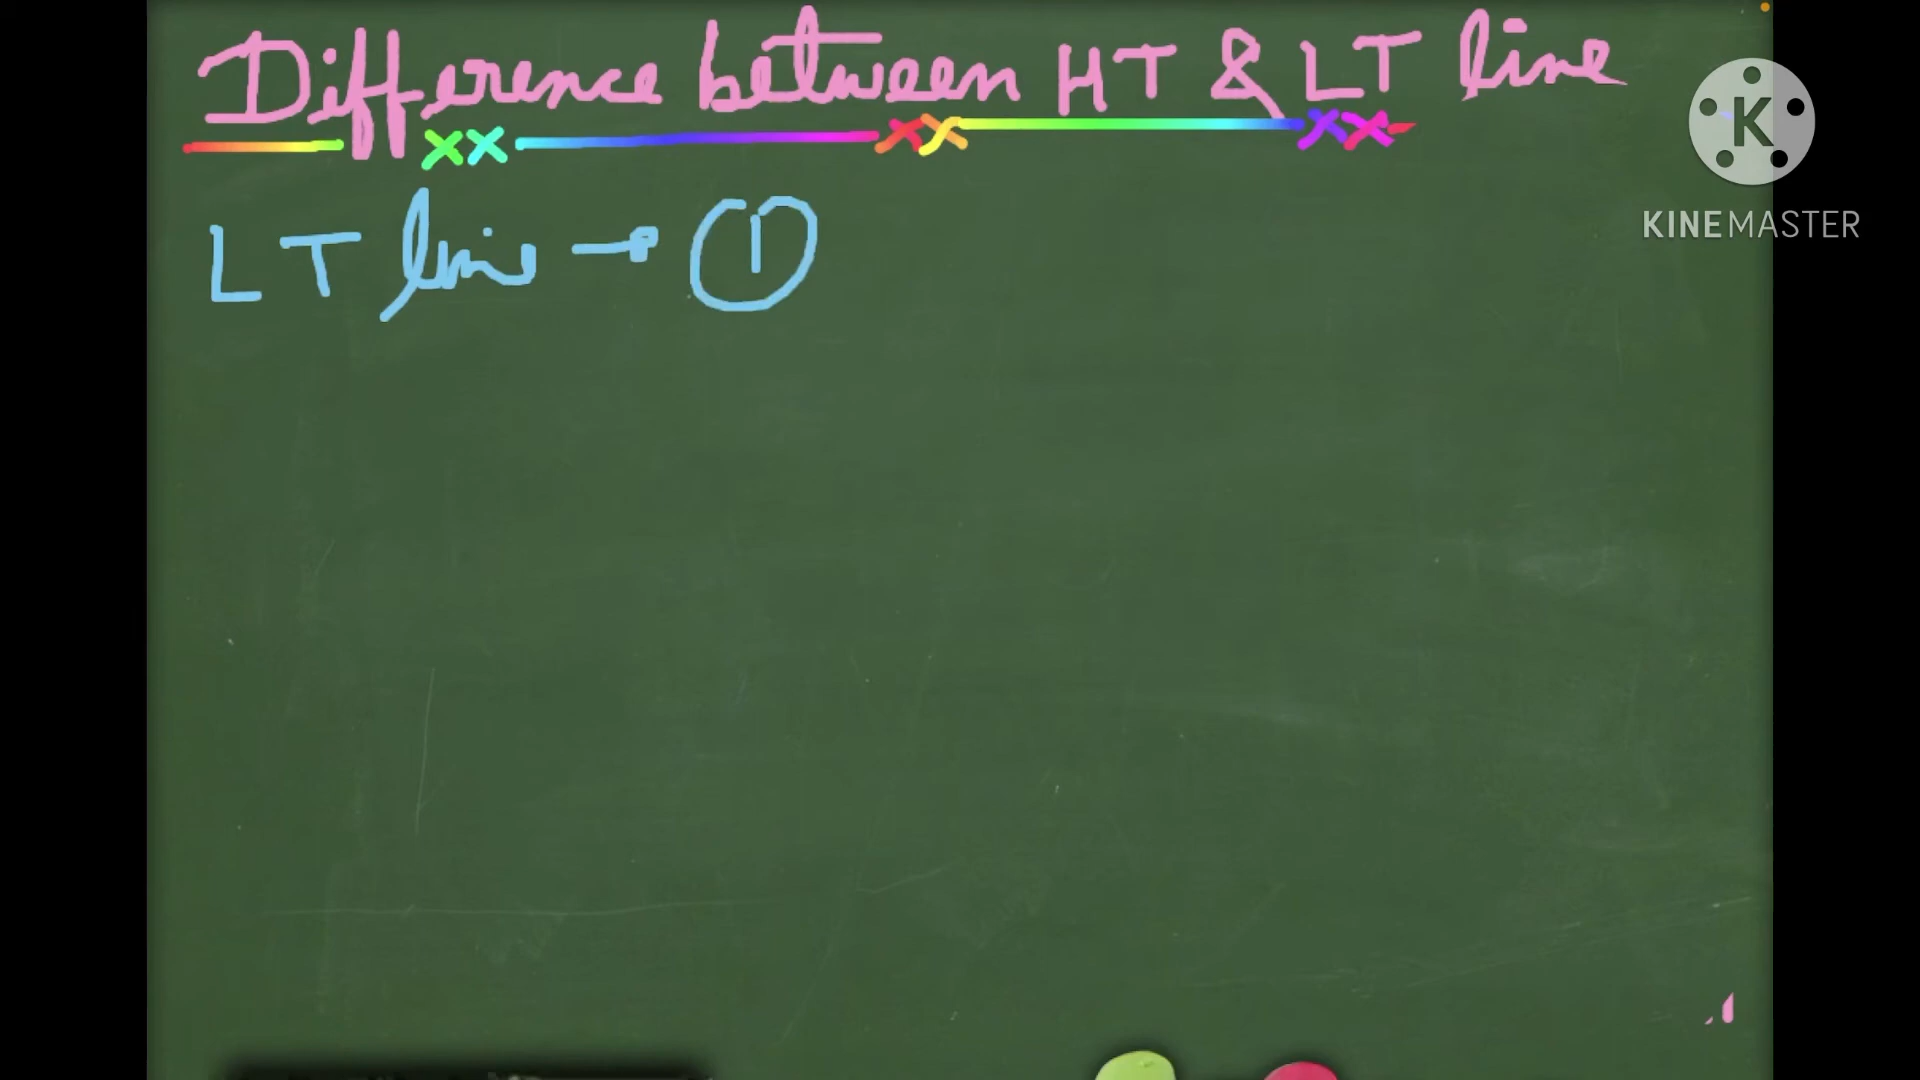 Difference between HT & LT line
LT line → ①
K
KINEMASTER